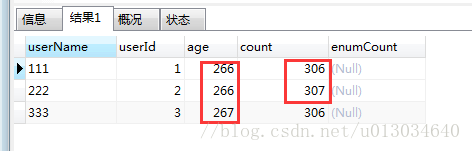 信息 结果1 概况 状态
userName userId age count enumCount
111 1 266 306 (Null)
222 2 266 307 (Null)
333 3 267 306 (Null)
https://blog.csdn.net/u013034640